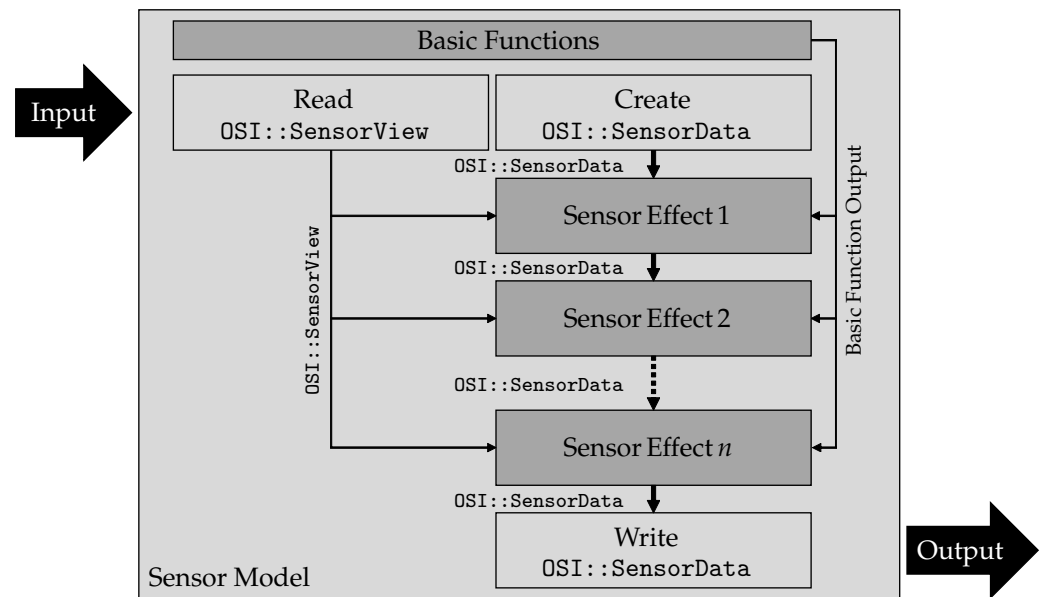 Basic Functions
Input
Read
OSI::SensorView
Create
OSI::SensorData
OSI::SensorData
Sensor Effect 1
OSI::SensorData
Sensor Effect 2
OSI::SensorData
Sensor Effect n
OSI::SensorData
Write
OSI::SensorData
OSI::SensorView
Basic Function Output
Output
Sensor Model